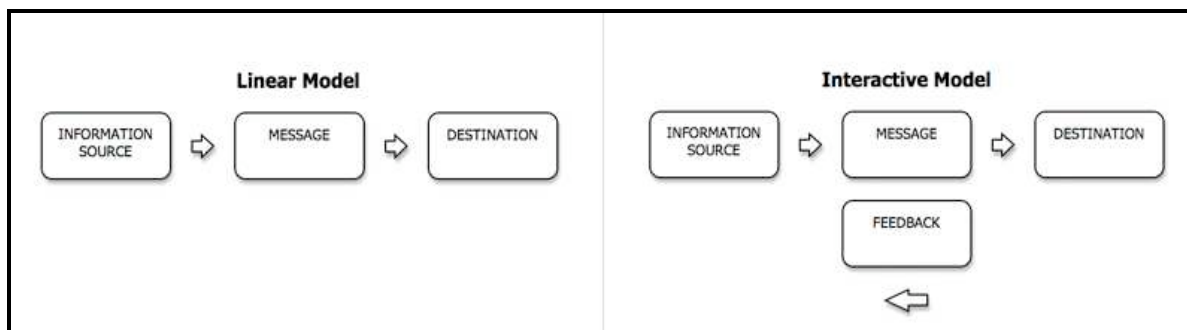 Linear Model
INFORMATION
SOURCE
MESSAGE
DESTINATION
Interactive Model
INFORMATION
SOURCE
MESSAGE
DESTINATION
FEEDBACK